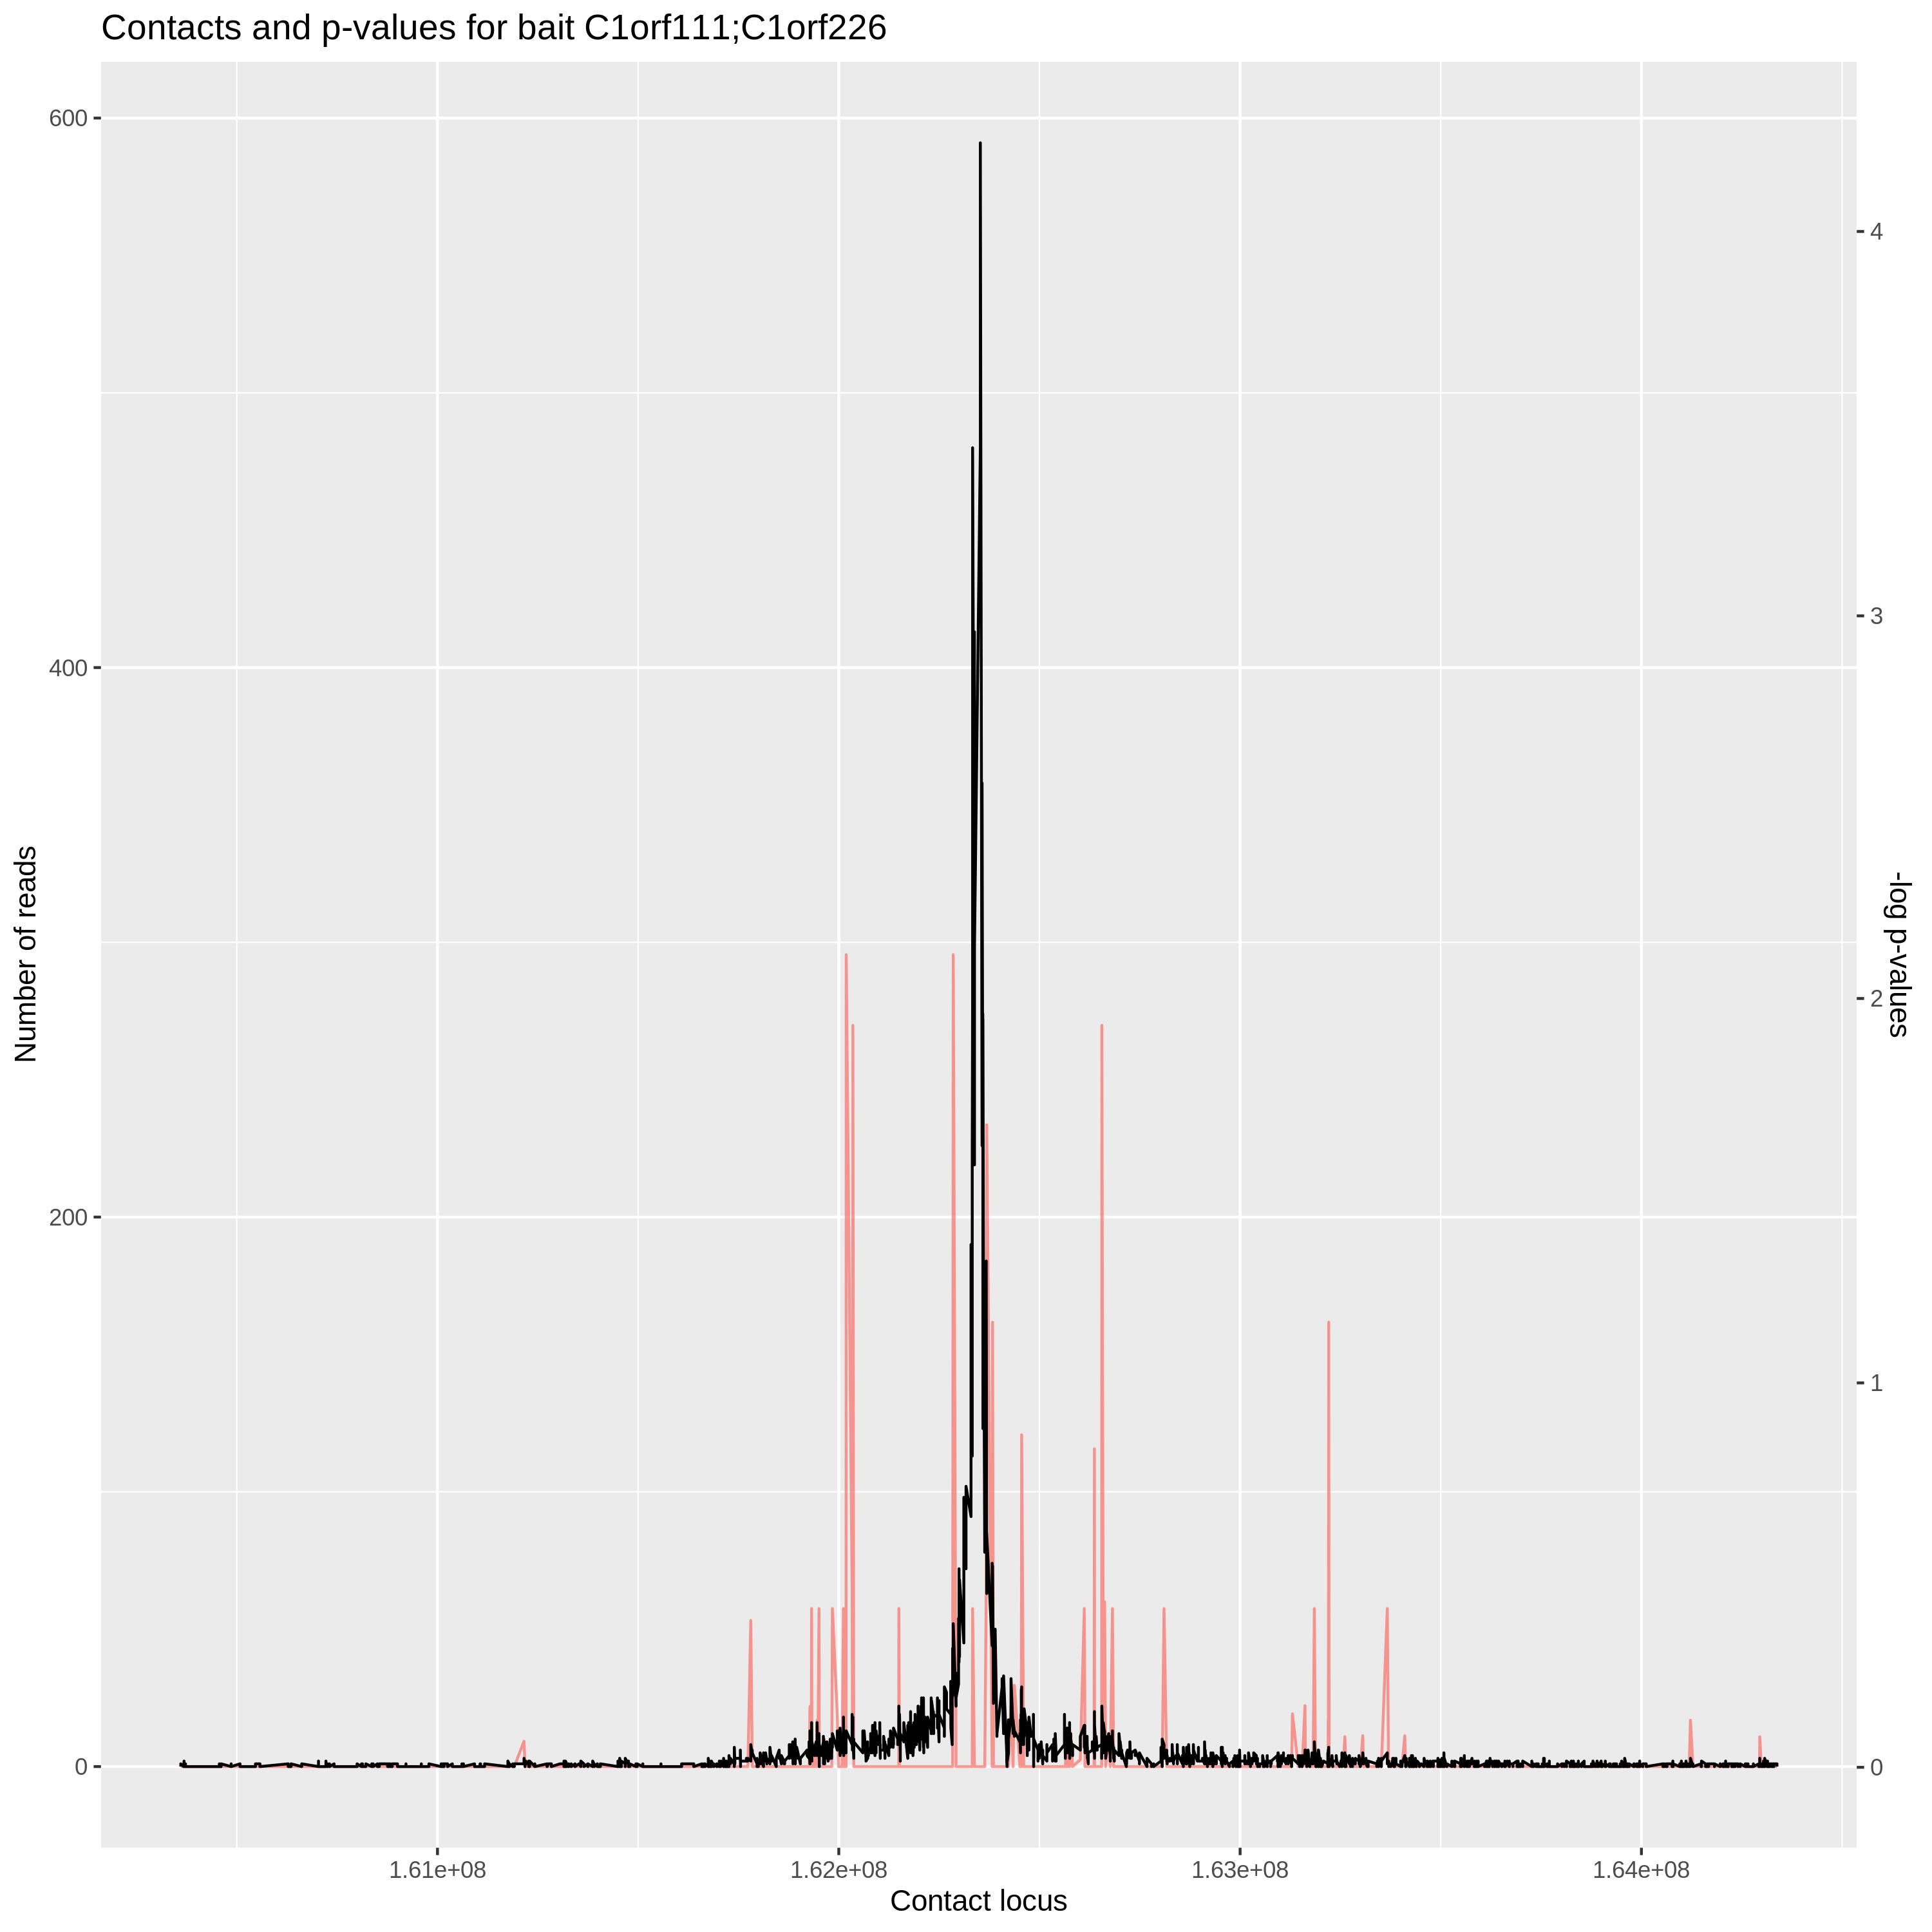 Contacts and p-values for bait C1orf111;C1orf226
600
400
200
0
Number of reads
4
3
2
1
0
-log p-values
1.61e+08
1.62e+08
1.63e+08
1.64e+08
Contact locus